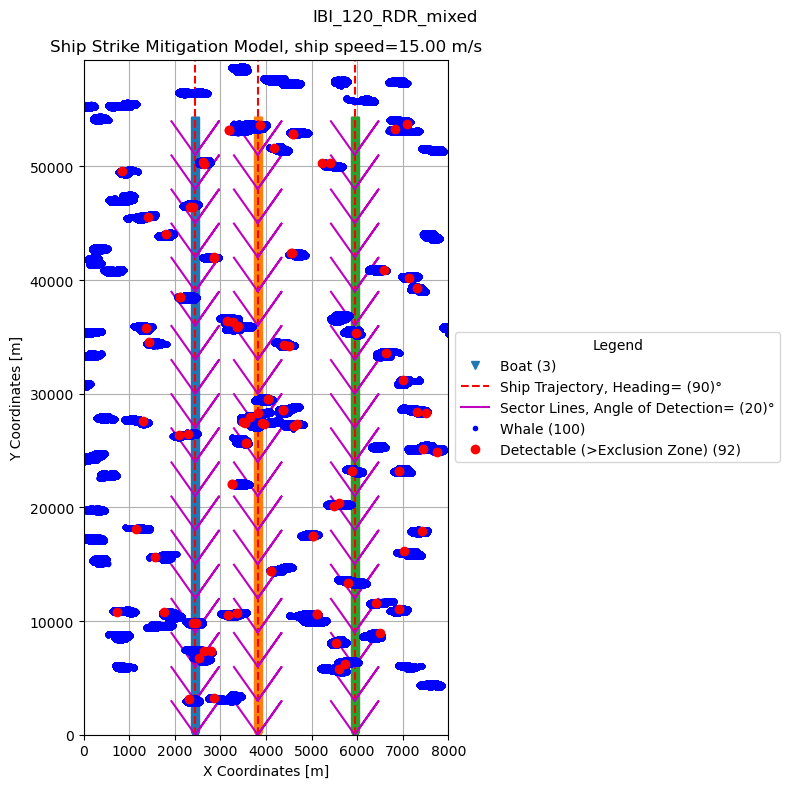 IBI_120_RDR_mixed
Ship Strike Mitigation Model, ship speed=15.00 m/s
Y Coordinates [m]
50000
40000
30000
20000
10000
0
0 1000 2000 3000 4000 5000 6000 7000 8000
X Coordinates [m]
Legend
Boat (3)
Ship Trajectory, Heading= (90)°
Sector Lines, Angle of Detection= (20)°
Whale (100)
Detectable (>Exclusion Zone) (92)